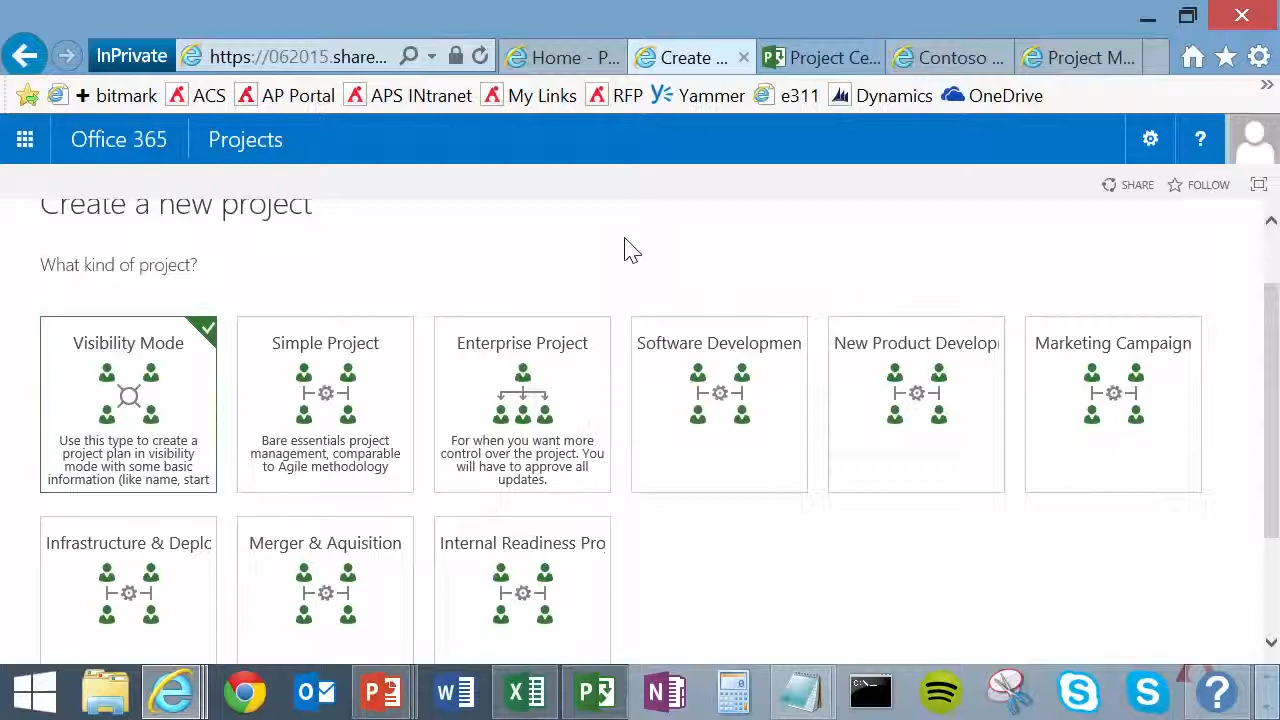 InPrivate
https://062015.share...
Home - P...
Create ...
Project Ce...
Contoso ...
Project M...
bitmark
ACS
AP Portal
APS INtranet
My Links
RFP
Yammer
e311
Dynamics
OneDrive
Office 365
Projects
?
SHARE
FOLLOW
Create a new project
What kind of project?
Visibility Mode
Use this type to create a
project plan in visibility
mode with some basic
information (like name, start
Simple Project
Bare essentials project
management, comparable
to Agile methodology
Enterprise Project
For when you want more
control over the project. You
will have to approve all
updates.
Software Developmen
New Product Develop
Marketing Campaign
Infrastructure & Deplo
Merger & Aquisition
Internal Readiness Pro